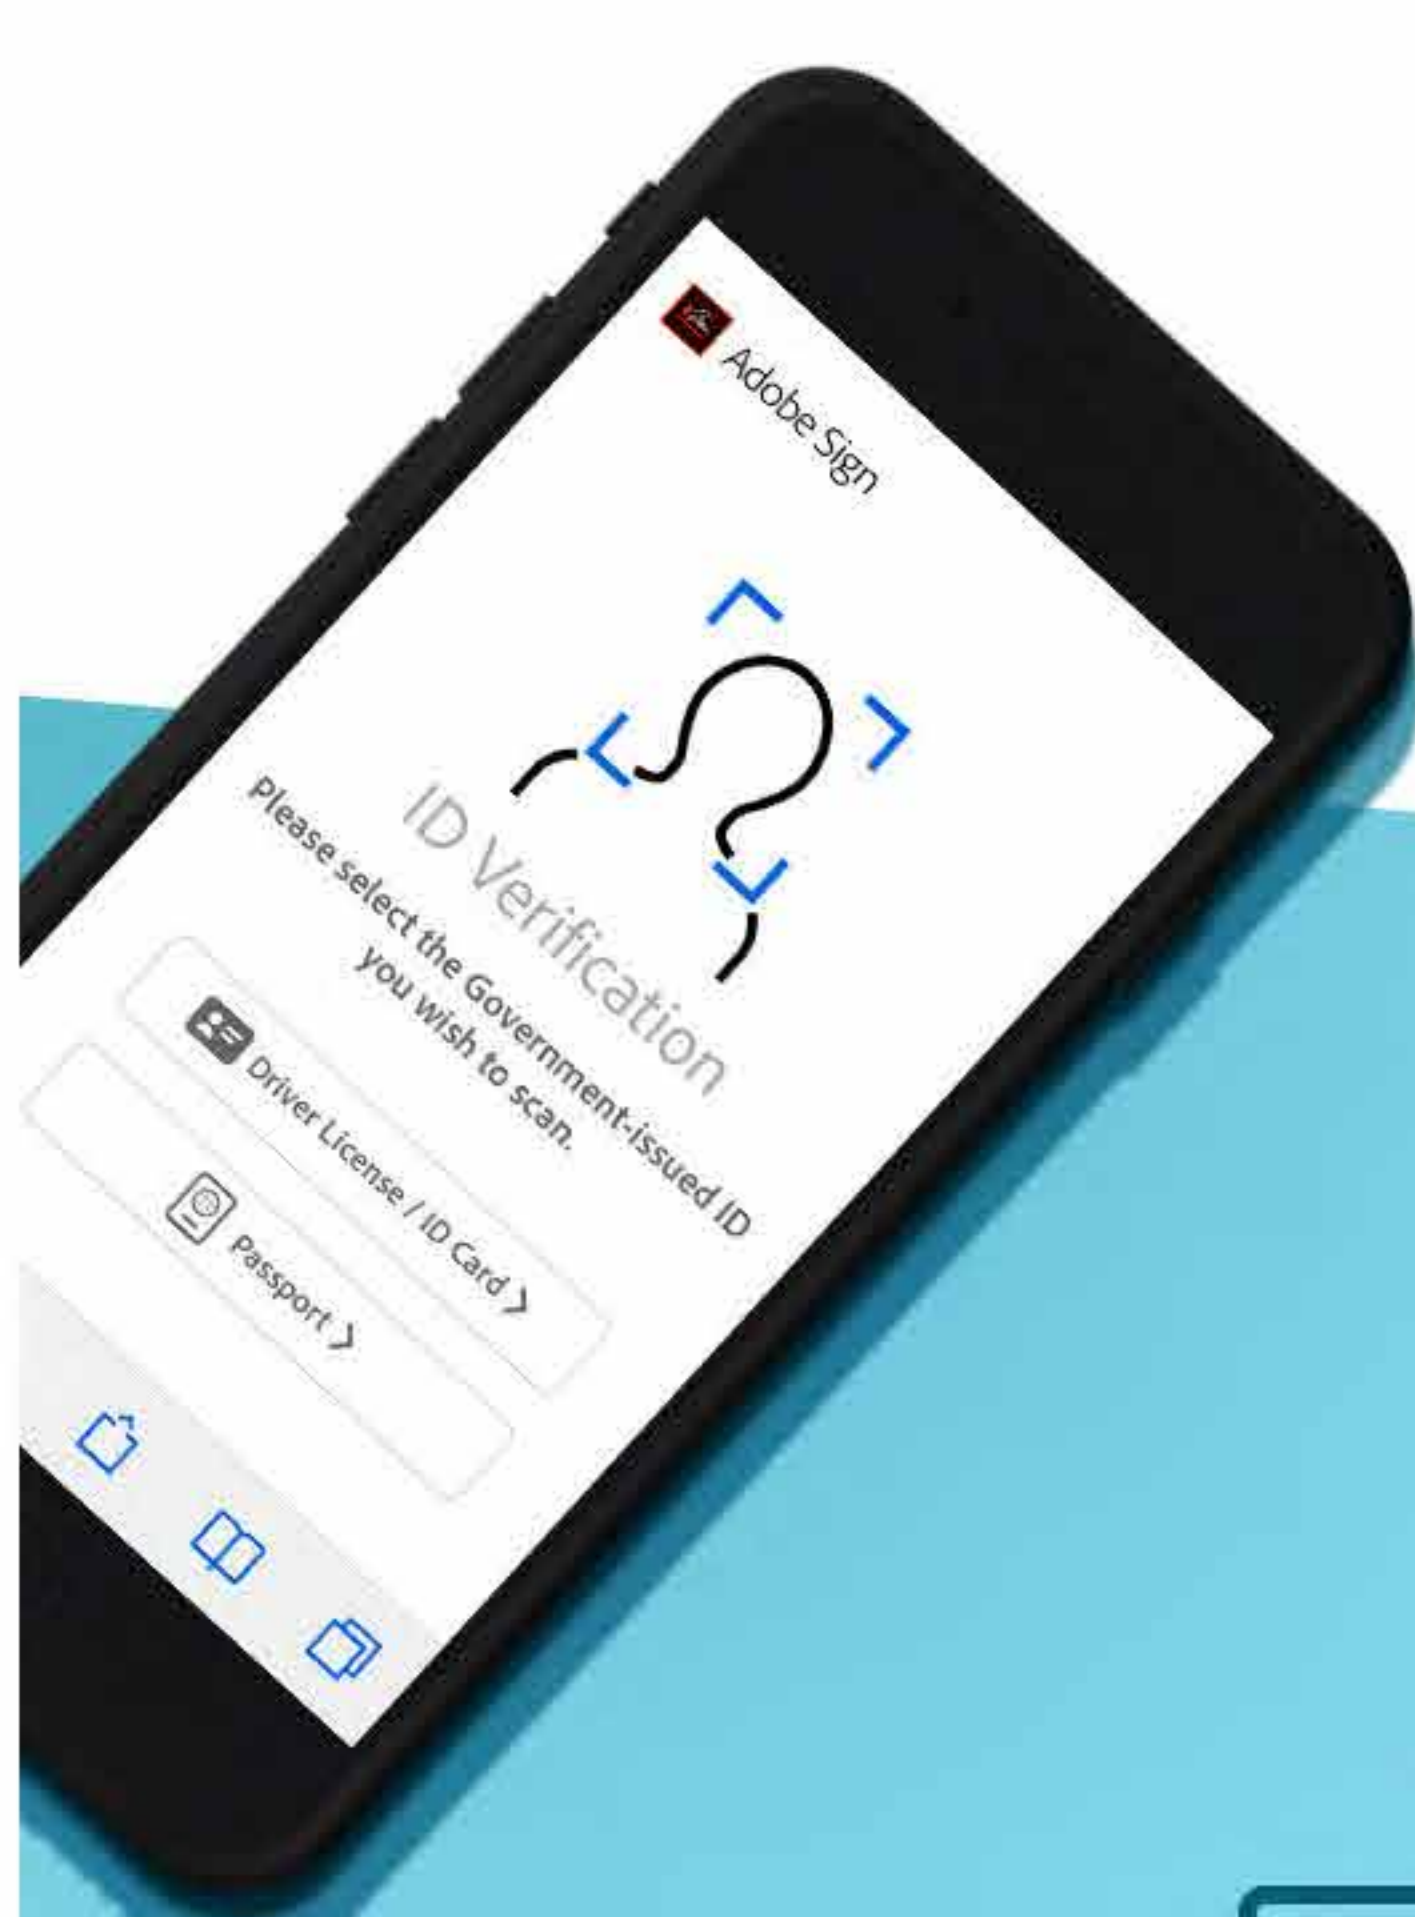 Adobe Sign
ID Verification
Please select the Government-issued ID
you wish to scan.
Driver License / ID Card
Passport